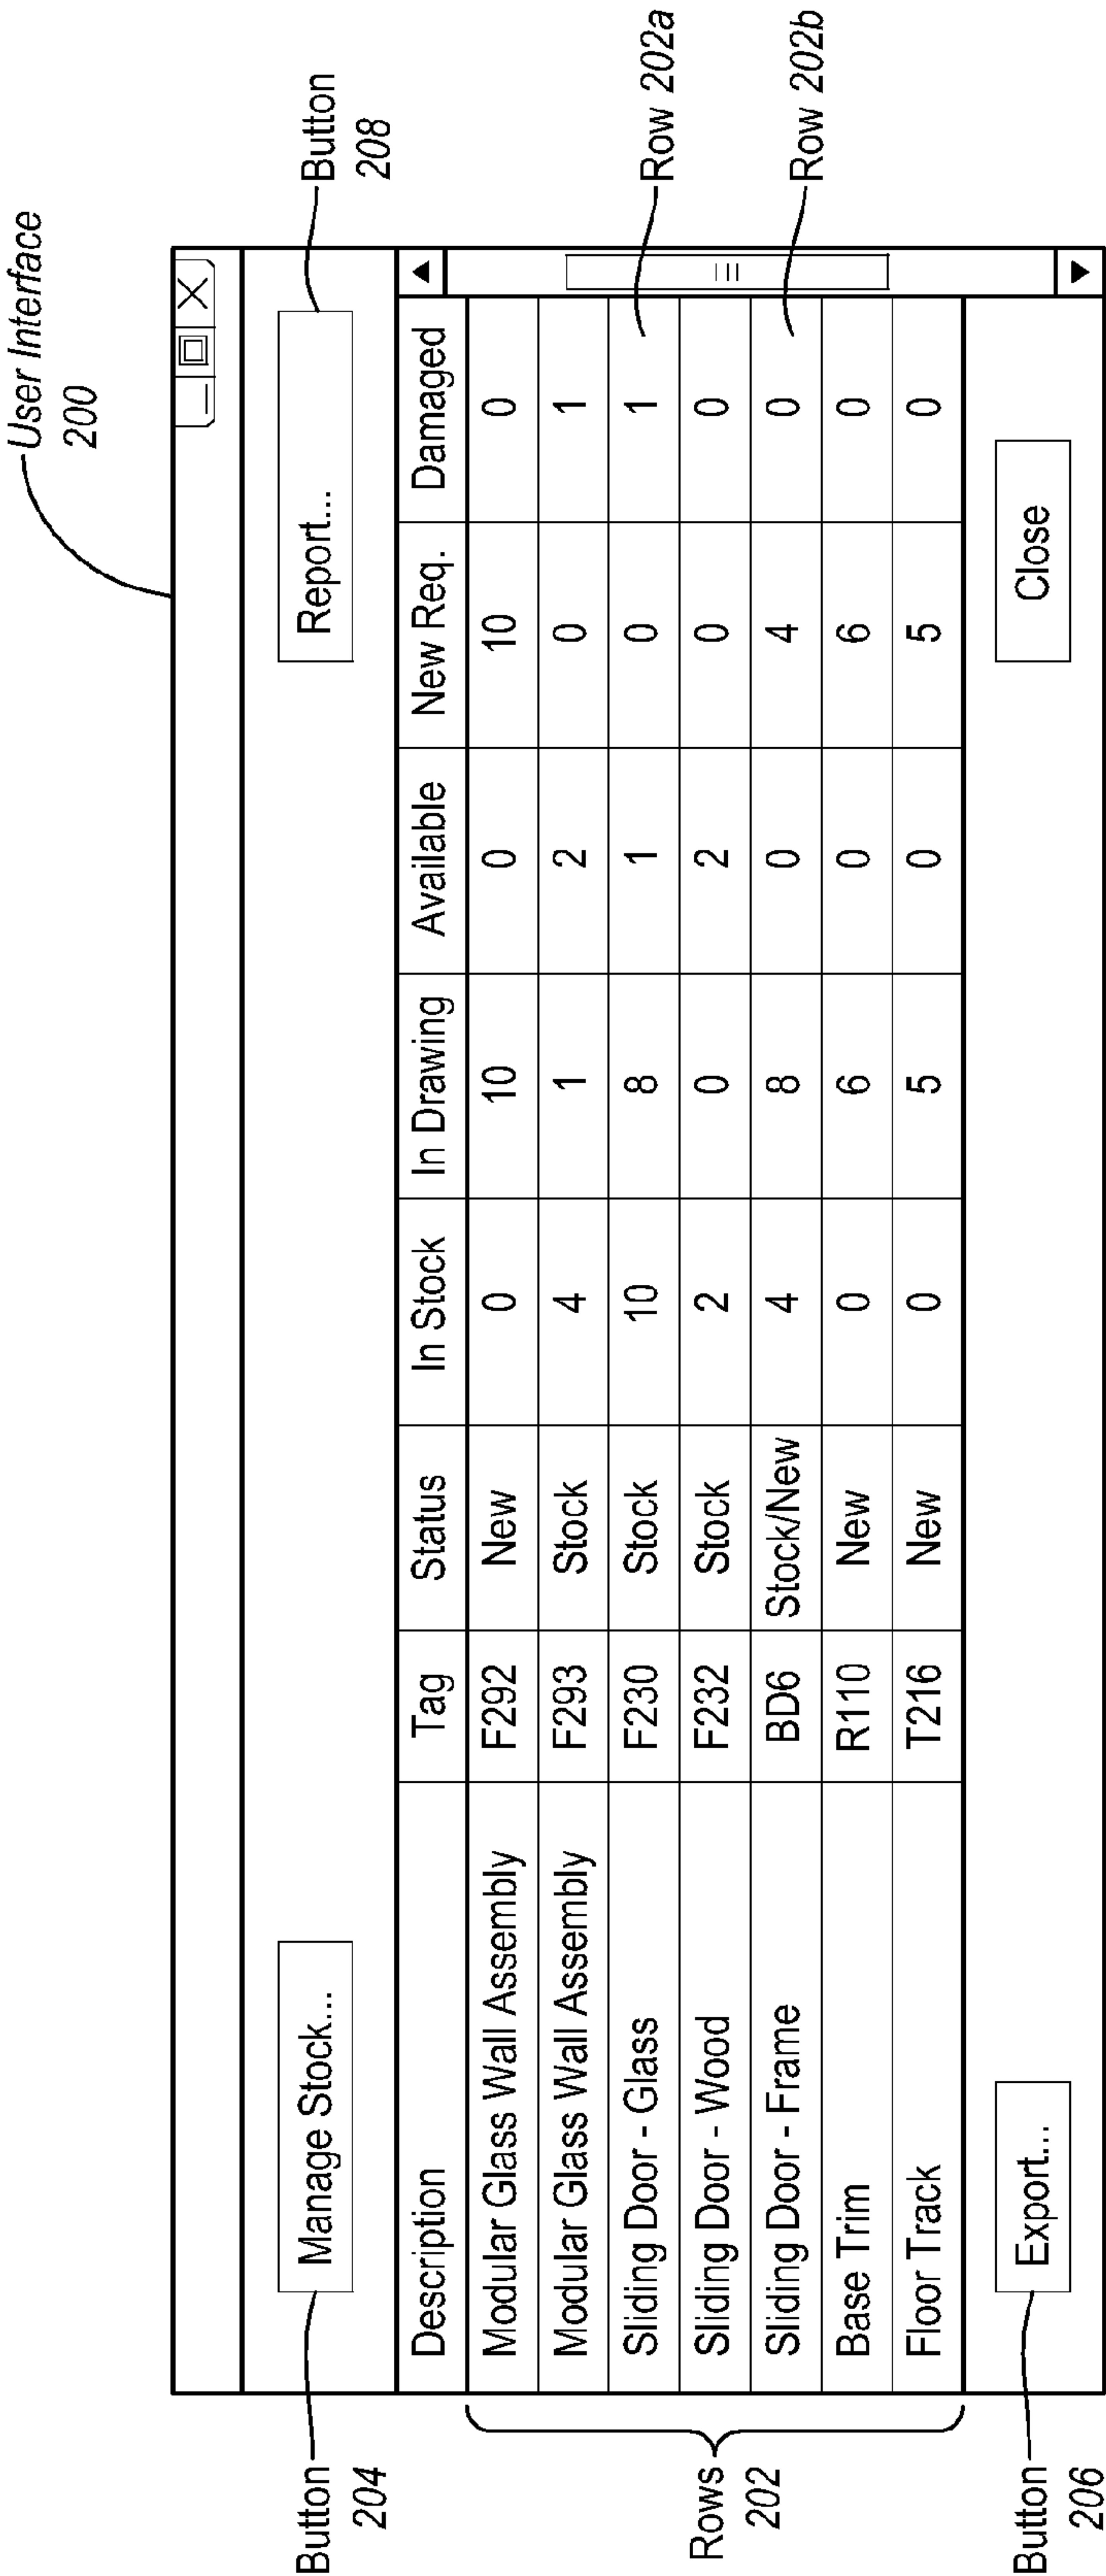 User Interface
200
Button
204
Manage Stock...
Report...
Button
208
Description Tag Status In Stock In Drawing Available New Req. Damaged
Modular Glass Wall Assembly F292 New 0 10 0 10 0
Modular Glass Wall Assembly F293 Stock 4 1 2 0 1
Sliding Door - Glass F230 Stock 10 8 1 0 1
Sliding Door - Wood F232 Stock 2 0 2 0 0
Sliding Door - Frame BD6 Stock/New 4 8 0 4 0
Base Trim R110 New 0 6 0 6 0
Floor Track T216 New 0 5 0 5 0
Rows
202
Row 202a
Row 202b
Button
206
Export...
Close